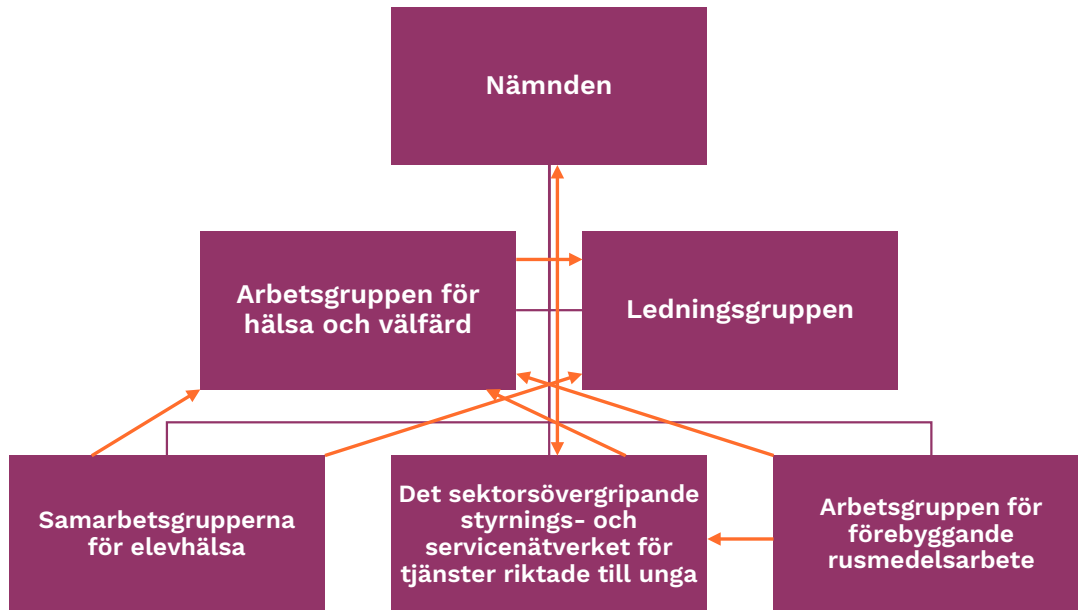 Nämnden
Arbetsgruppen för
hälsa och välfärd
Ledningsgruppen
Samarbetsgrupperna
för elevhälsa
Det sektorsövergripande
styrnings- och
servicenätverket för
tjänster riktade till unga
Arbetsgruppen för
förebyggande
rusmedelsarbete